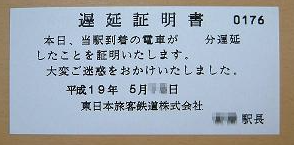 遅延証明書 0176
本日、当駅到着の電車が　　分遅延
したことを証明いたします。
大変ご迷惑をおかけいたしました。
平成19年 5月　日
東日本旅客鉄道株式会社
駅長